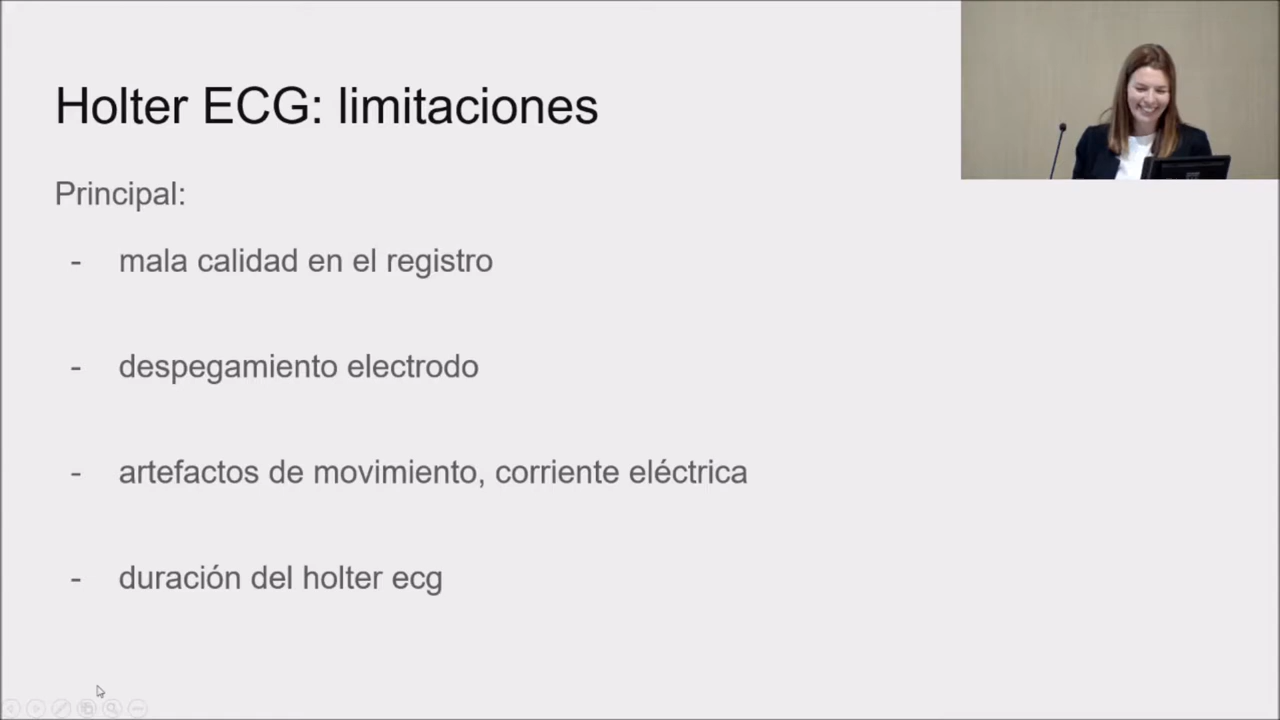 Holter ECG: limitaciones
Principal:
- mala calidad en el registro
- despegamiento electrodo
- artefactos de movimiento, corriente eléctrica
- duración del holter ecg